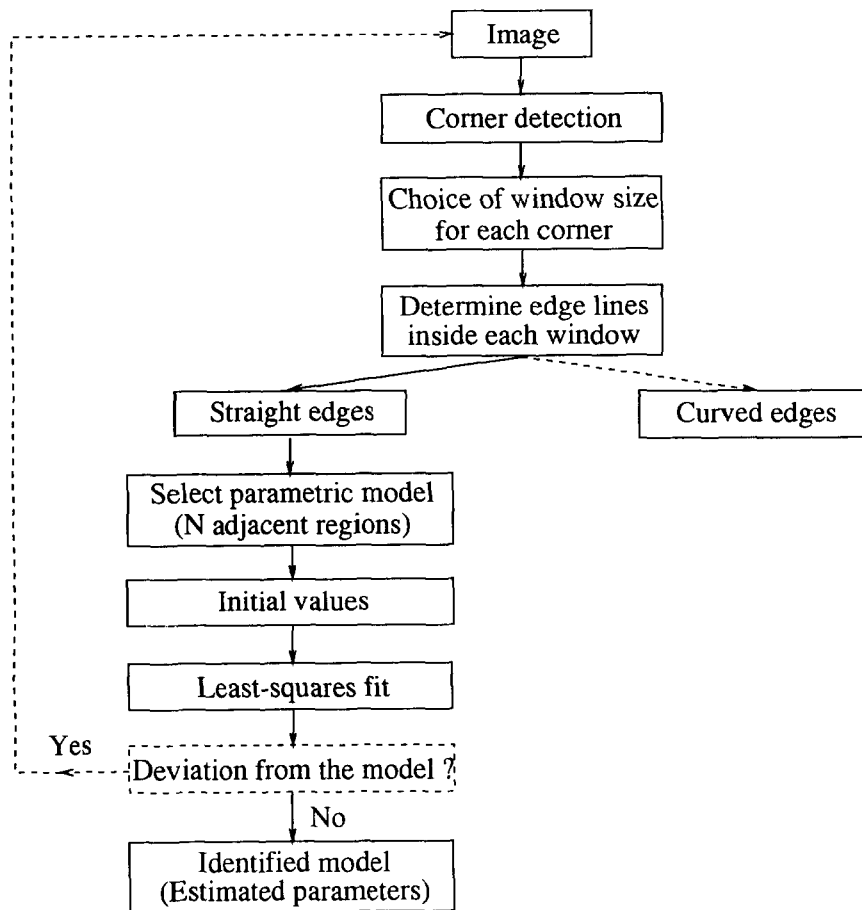 Image
Corner detection
Choice of window size
for each corner
Determine edge lines
inside each window
Straight edges
Curved edges
Select parametric model
(N adjacent regions)
Initial values
Least-squares fit
Yes
Deviation from the model ?
No
Identified model
(Estimated parameters)